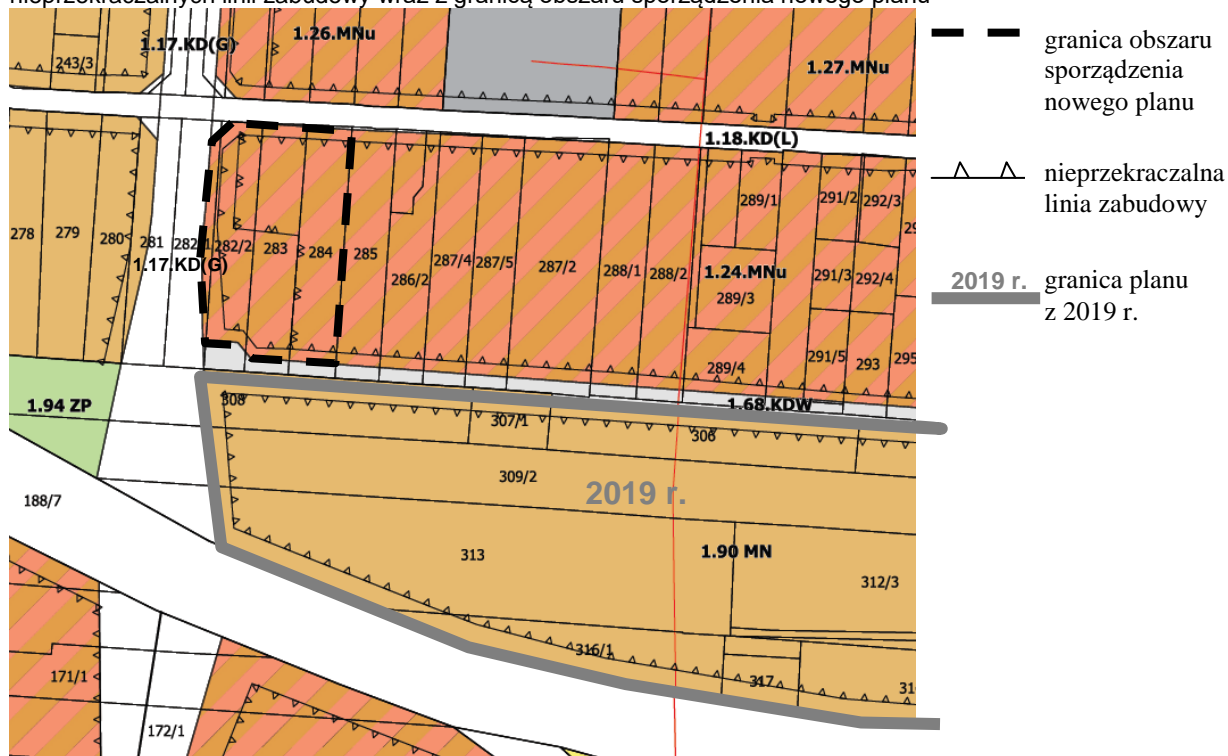 nieprzekraczalnych linii zabudowy wraz z granicą obszaru sporządzenia nowego planu
1.17.KD(G)
1.26.MNu
243/3
1.27.MNu
granica obszaru
sporządzenia
nowego planu
1.18.KD(L)
nieprzekraczalna
linia zabudowy
289/1
291/2
292/3
278
279
280
281
282/2
283
284
285
286/2
287/4
287/5
287/2
288/1
288/2
1.24.MNu
289/3
291/3
292/4
1.17.KD(G)
2019 r.
granica planu
z 2019 r.
289/4
291/5
293
295
1.94 ZP
308
1.68.KDW
307/1
306
309/2
2019 r.
188/7
313
1.90 MN
312/3
316/1
317
171/1
172/1